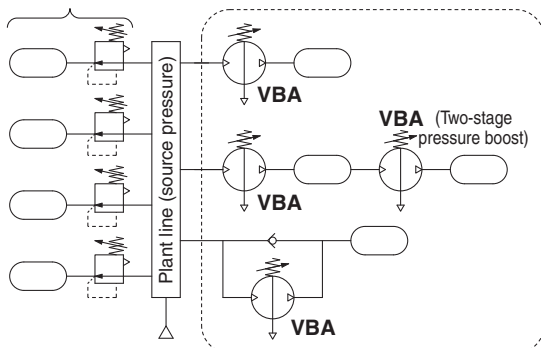 Plant line (source pressure)
VBA
VBA (Two-stage
pressure boost)
VBA
VBA